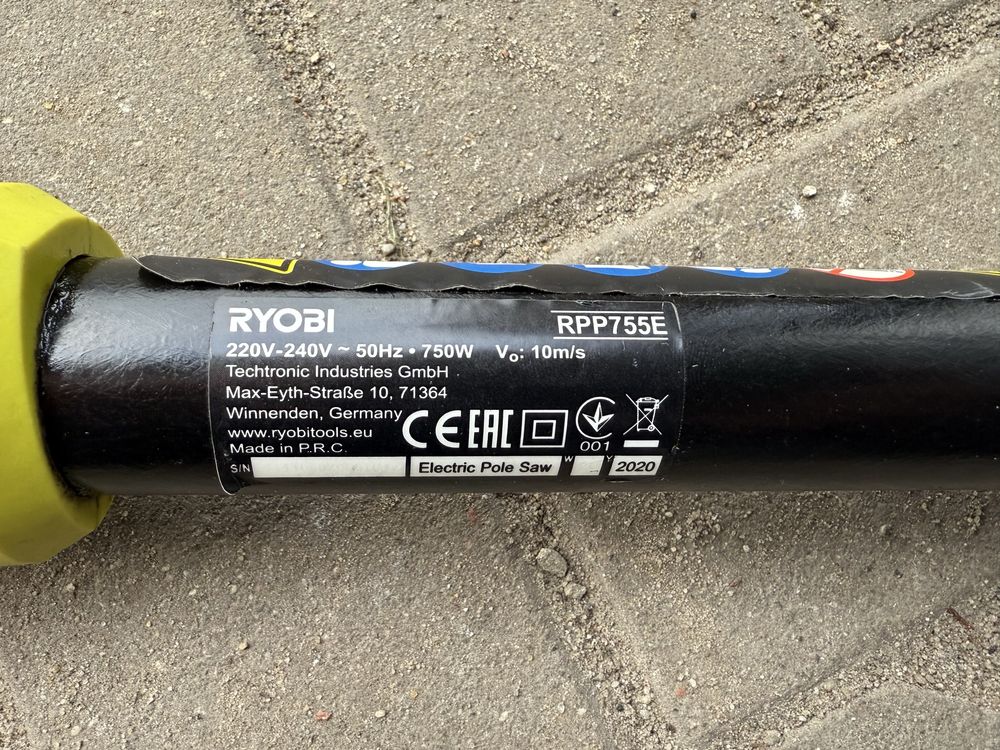 RYOBI
RPP755E
220V-240V ~ 50Hz • 750W Vo: 10m/s
Techtronic Industries GmbH
Max-Eyth-Straße 10, 71364
Winnenden, Germany
www.ryobitools.eu
Made in P.R.C.
CE EAC
001
S/N
Electric Pole Saw
W
Y
2020